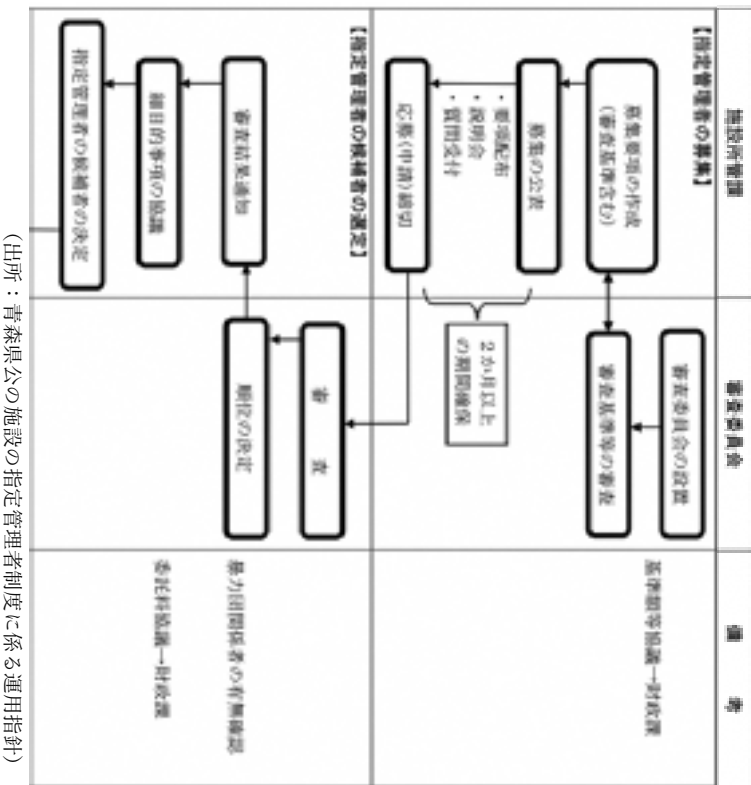 施設所管課
審査委員会
備考
【指定管理者の募集】
審査委員会の設置
基準額等協議→財政課
募集要項の作成
(審査基準含む)
審査基準等の審査
募集の公表
・要項配布
・説明会
・質問受付
2か月以上
の期間確保
応募(申請)締切
【指定管理者の候補者の選定】
審 査
順位の決定
暴力団関係者の有無確認
審査結果通知
細目的事項の協議
委託料協議→財政課
指定管理者の候補者の決定
(出所:青森県公の施設の指定管理者制度に係る運用指針)